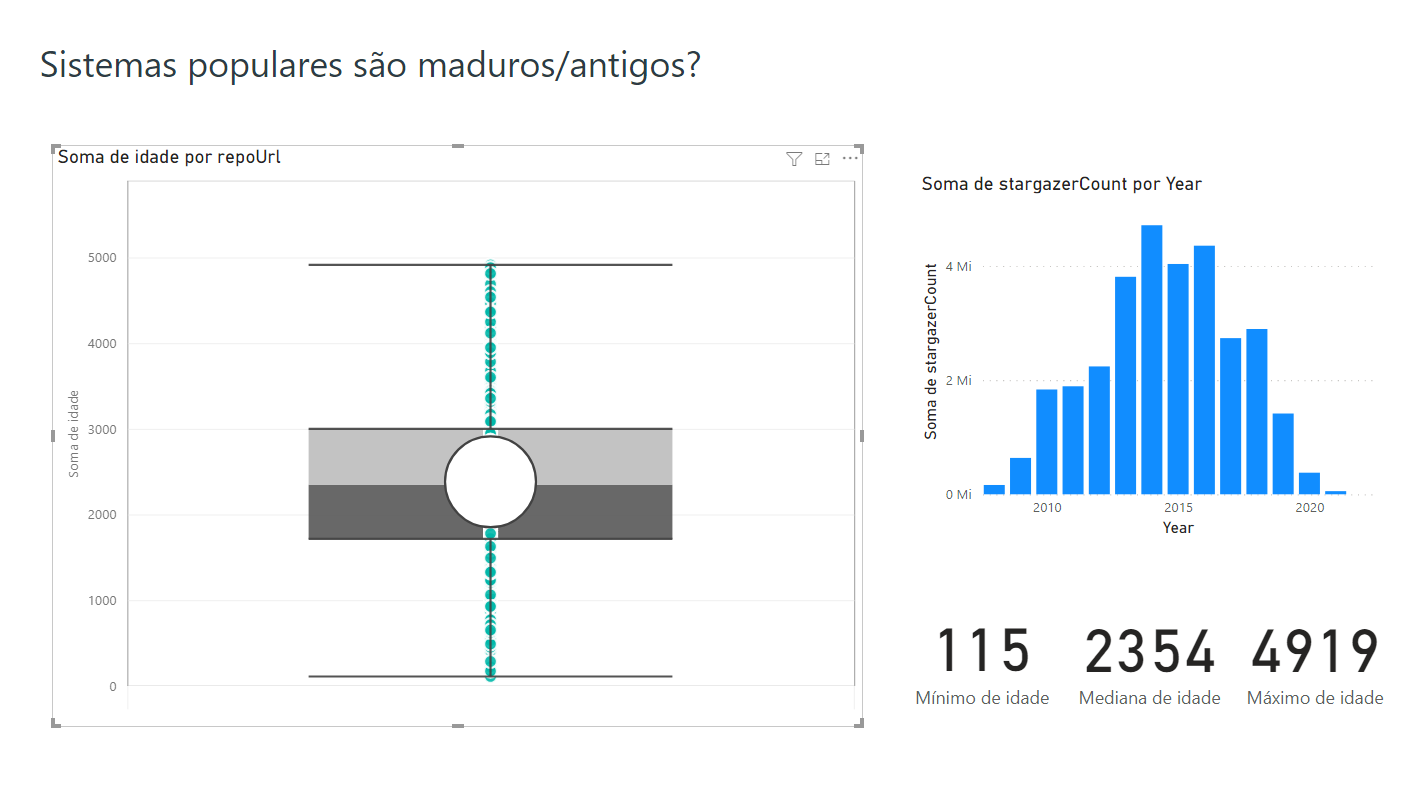 Sistemas populares são maduros/antigos?
Soma de idade por repoUrl
5000
4000
3000
2000
1000
0
Soma de idade
Soma de stargazerCount por Year
4 Mi
2 Mi
0 Mi
Soma de stargazerCount
2010 2015 2020
Year
115 2354 4919
Mínimo de idade Mediana de idade Máximo de idade